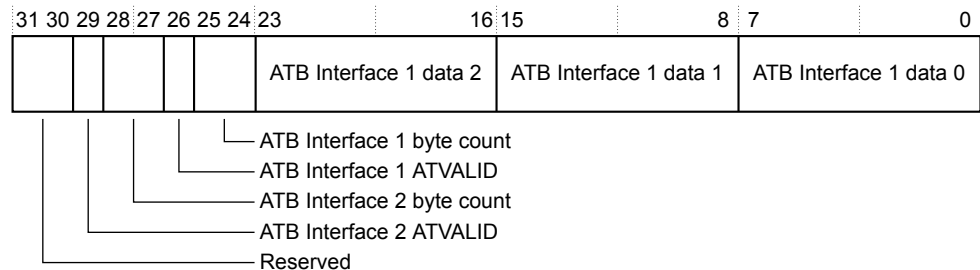 31 30 29 28 27 26 25 24 23 16 15 8 7 0
ATB Interface 1 data 2 ATB Interface 1 data 1 ATB Interface 1 data 0
ATB Interface 1 byte count
ATB Interface 1 ATVALID
ATB Interface 2 byte count
ATB Interface 2 ATVALID
Reserved